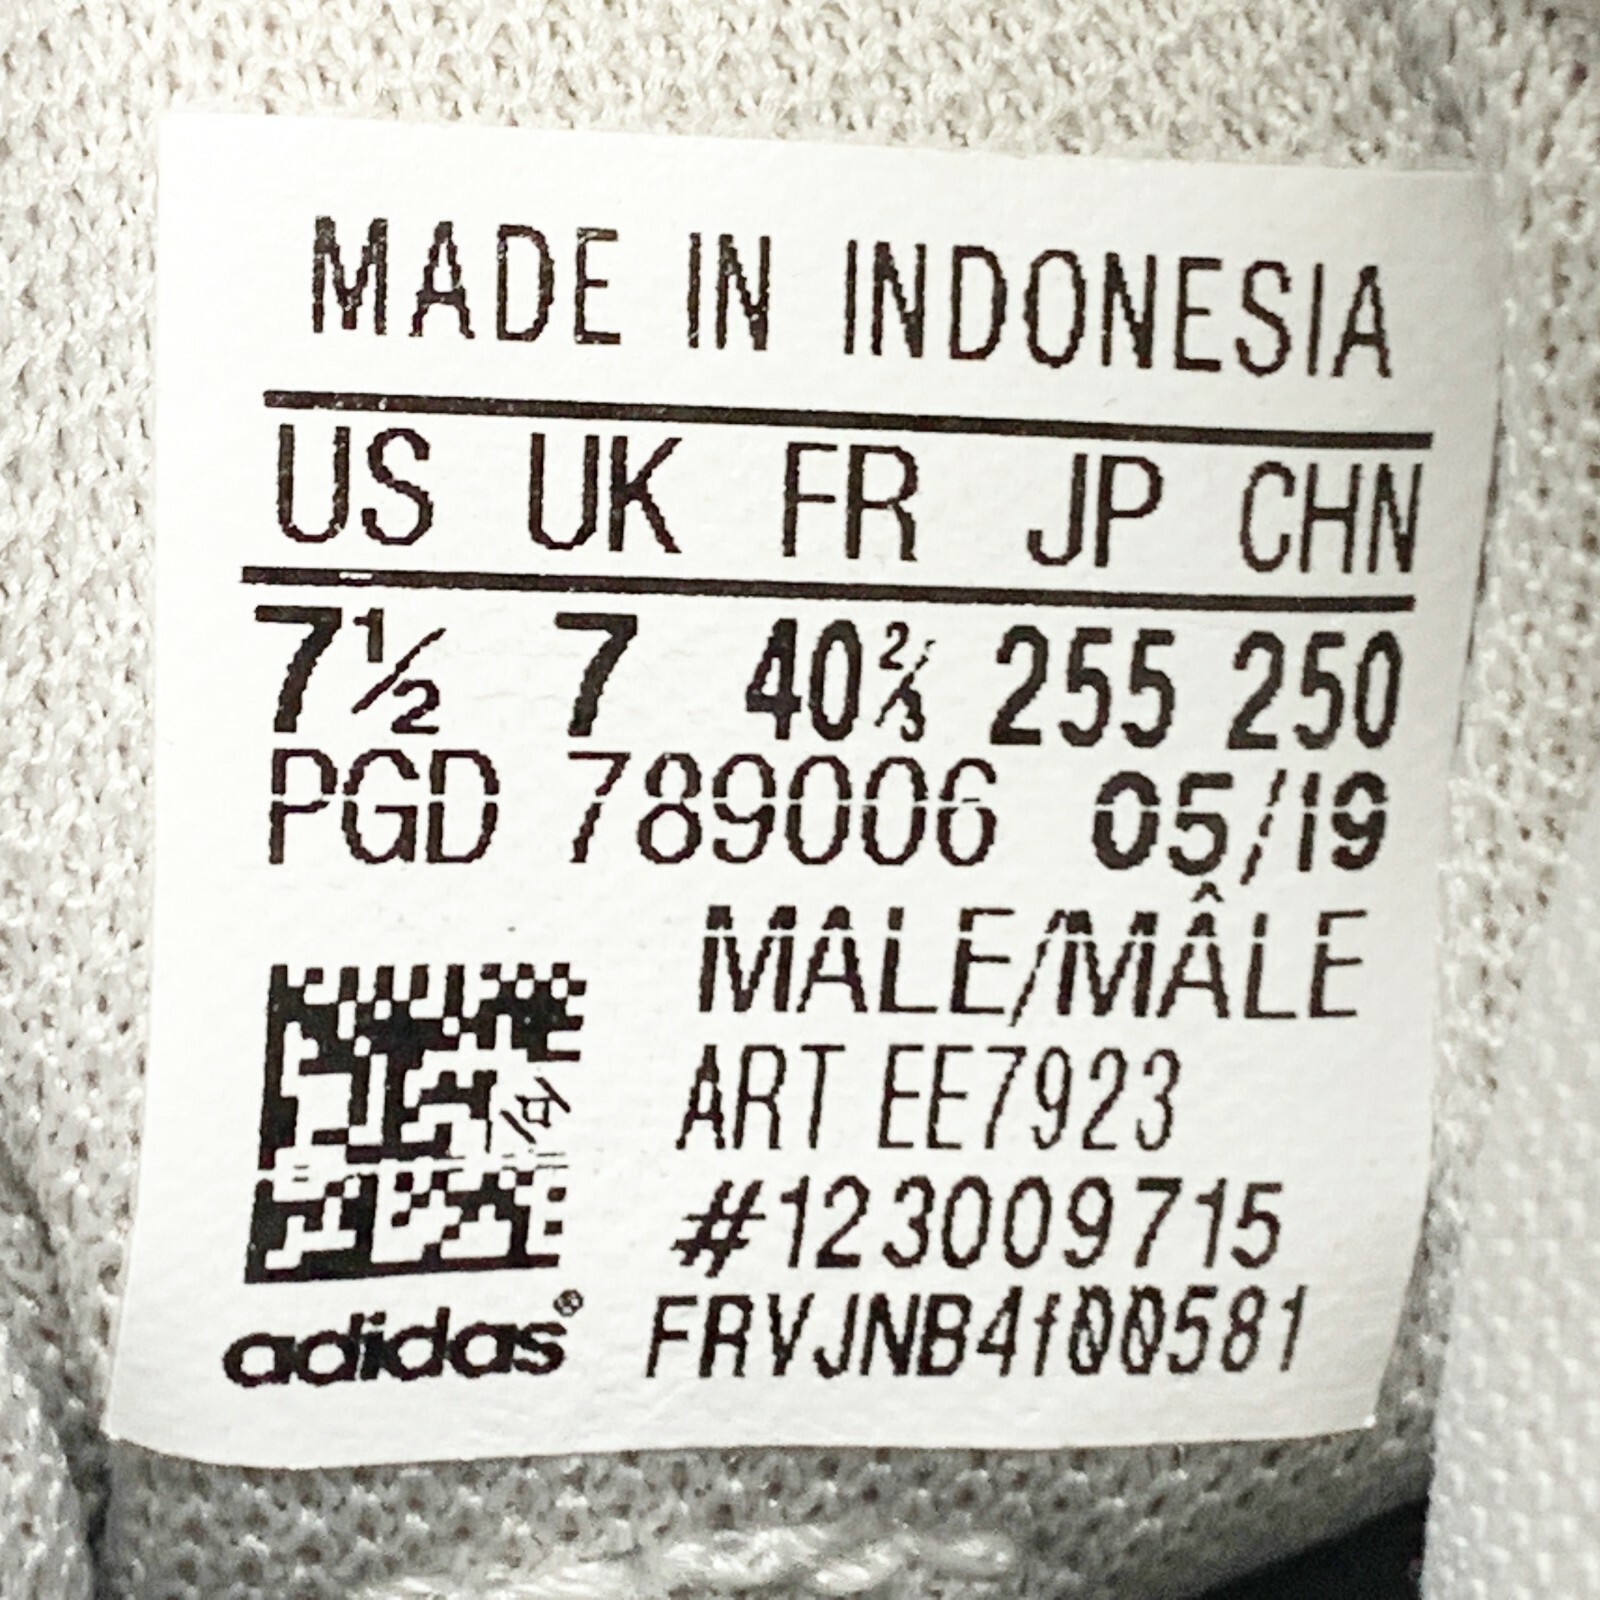 MADE IN INDONESIA
US UK FR JP CHN
7½ 7 40⅔ 255 250
PGD 789006 05/19
MALE/MÂLE
ART EE7923
#123009715
adidas® FRVJNB4f00581